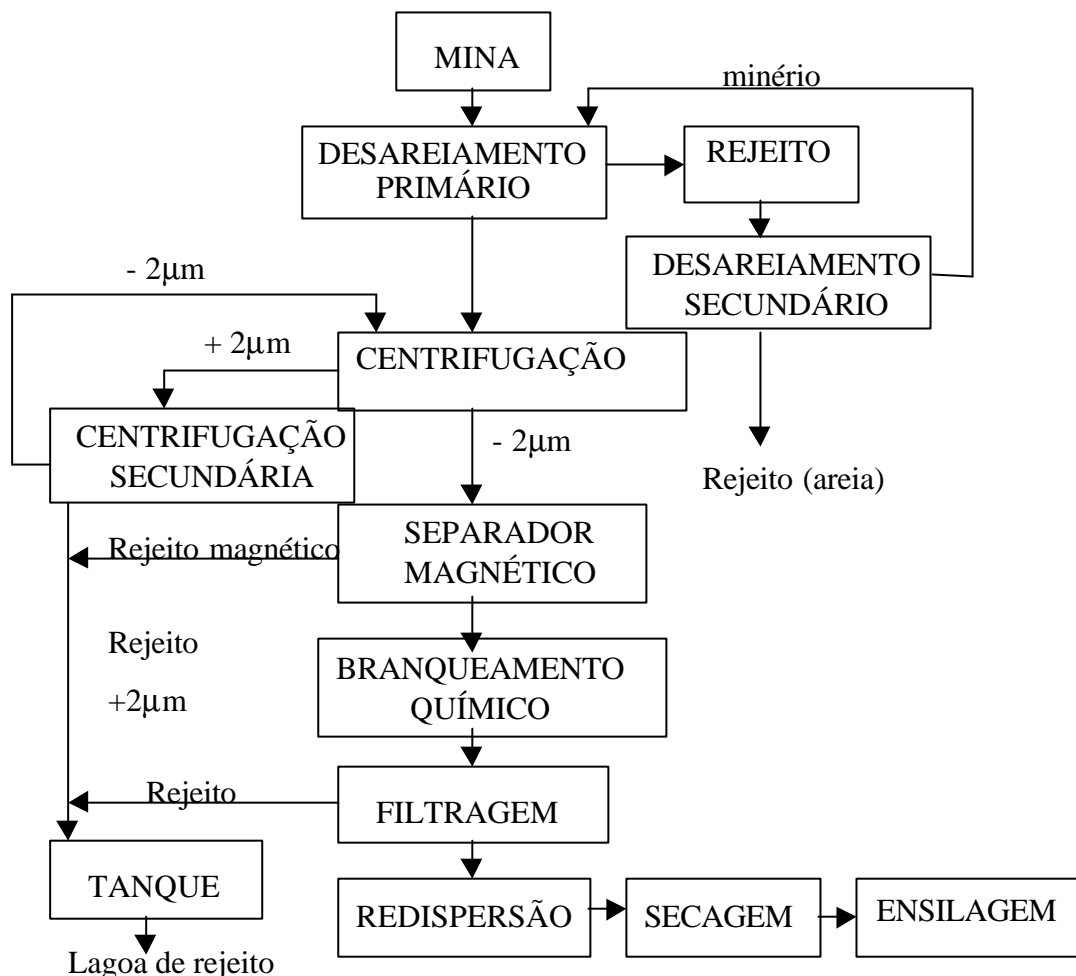 MINA
minério
DESAREIAMENTO
PRIMÁRIO
REJEITO
DESAREIAMENTO
SECUNDÁRIO
- 2µm
+ 2µm
CENTRIFUGAÇÃO
CENTRIFUGAÇÃO
SECUNDÁRIA
- 2µm
Rejeito (areia)
SEPARADOR
MAGNÉTICO
Rejeito magnético
Rejeito
+2µm
BRANQUEAMENTO
QUÍMICO
Rejeito
FILTRAGEM
TANQUE
REDISPERSÃO
SECAGEM
ENSILAGEM
Lagoa de rejeito